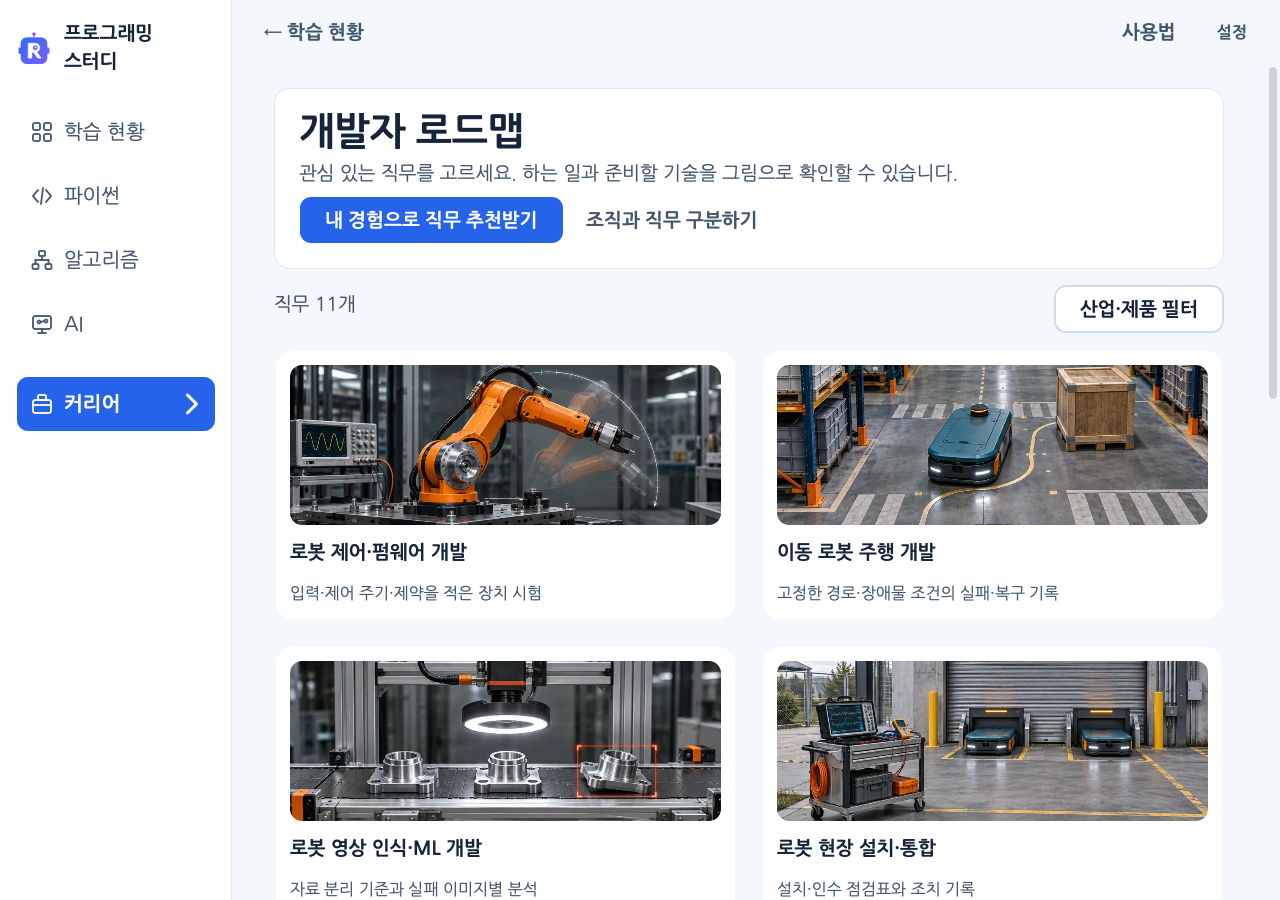 프로그래밍
스터디
학습 현황
파이썬
알고리즘
AI
커리어
← 학습 현황
사용법
설정
개발자 로드맵
관심 있는 직무를 고르세요. 하는 일과 준비할 기술을 그림으로 확인할 수 있습니다.
내 경험으로 직무 추천받기
조직과 직무 구분하기
직무 11개
산업·제품 필터
로봇 제어·펌웨어 개발
입력·제어 주기·제약을 적은 장치 시험
이동 로봇 주행 개발
고정한 경로·장애물 조건의 실패·복구 기록
로봇 영상 인식·ML 개발
자료 분리 기준과 실패 이미지별 분석
로봇 현장 설치·통합
설치·인수 점검표와 조치 기록